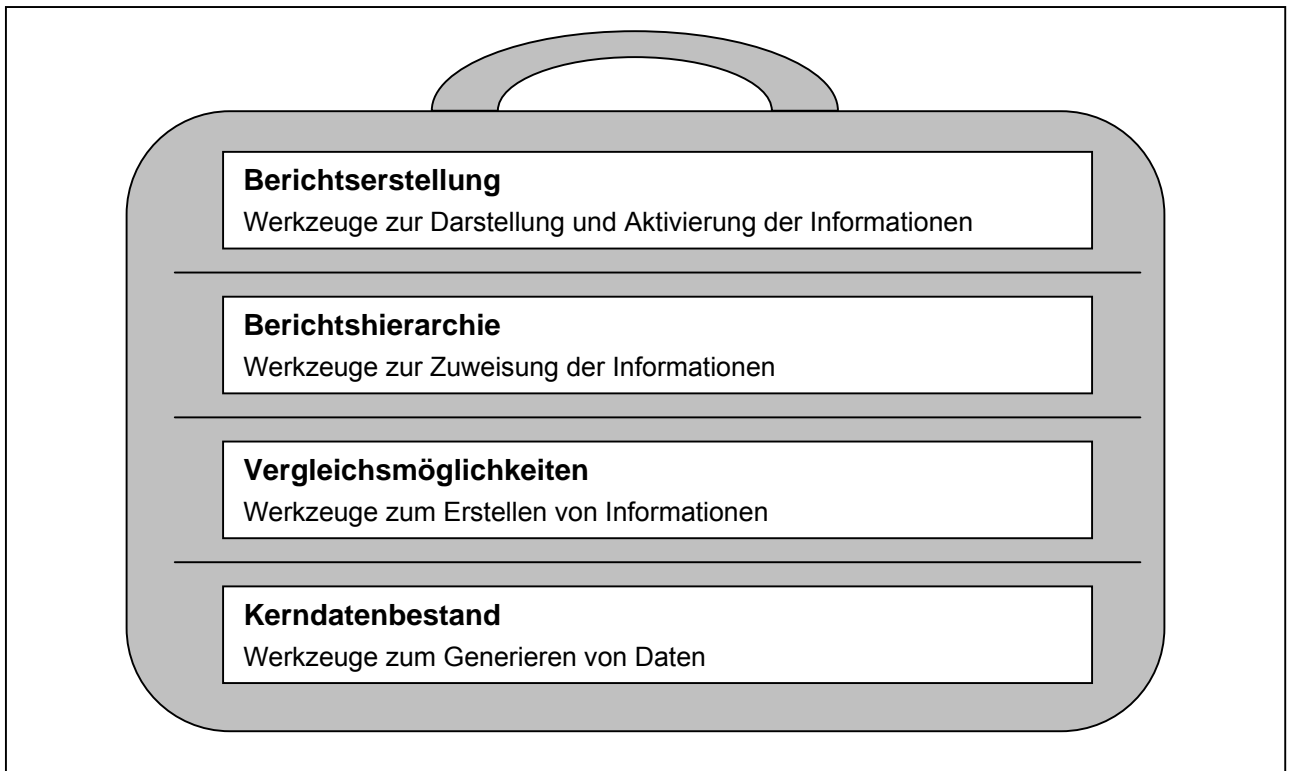 Berichtserstellung
Werkzeuge zur Darstellung und Aktivierung der Informationen
Berichtshierarchie
Werkzeuge zur Zuweisung der Informationen
Vergleichsmöglichkeiten
Werkzeuge zum Erstellen von Informationen
Kerndatenbestand
Werkzeuge zum Generieren von Daten